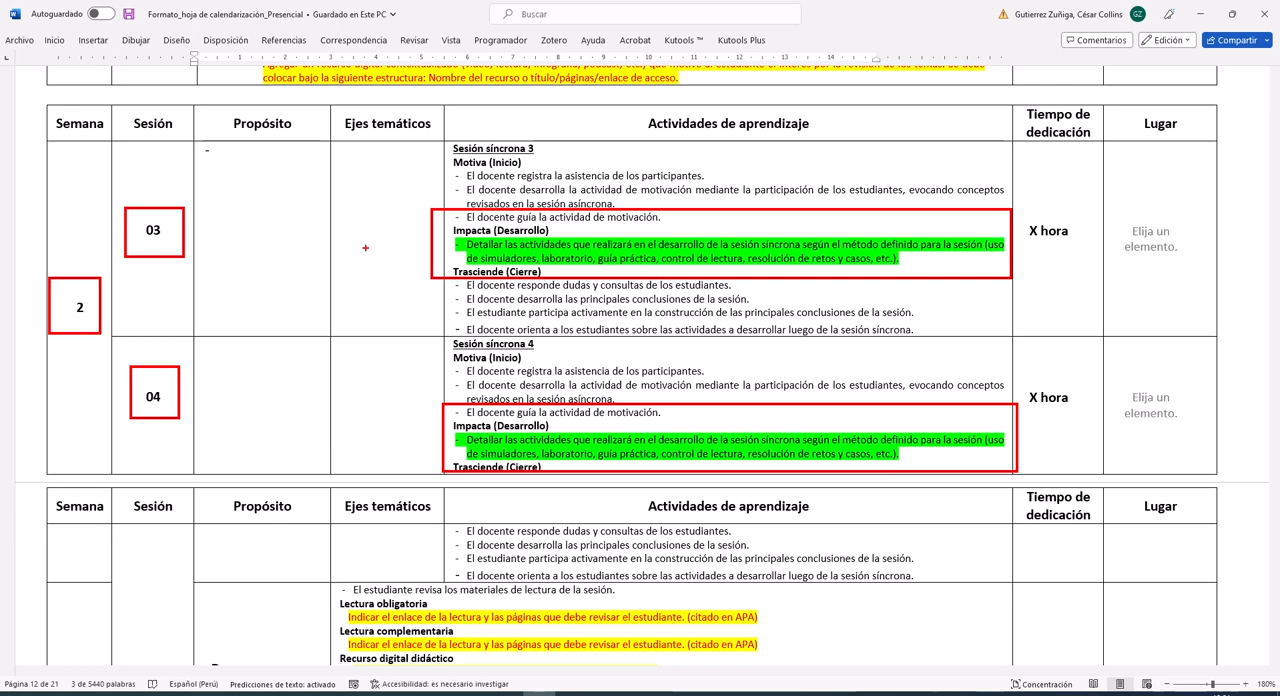 Autoguardado
Formato_hoja de calendarización_Presencial • Guardado en Este PC
Buscar
Gutierrez Zuñiga, César Collins
GZ
Archivo Inicio Insertar Dibujar Diseño Disposición Referencias Correspondencia Revisar Vista Programador Zotero Ayuda Acrobat Kutools ™ Kutools Plus
Comentarios Edición Compartir
1 2 3 4 5 6 7 8 9 10 11 12 13 14
colocar bajo la siguiente estructura: Nombre del recurso o título/páginas/enlace de acceso.
Semana Sesión Propósito Ejes temáticos Actividades de aprendizaje Tiempo de dedicación Lugar
2
03
-
Sesión síncrona 3
Motiva (Inicio)
- El docente registra la asistencia de los participantes.
- El docente desarrolla la actividad de motivación mediante la participación de los estudiantes, evocando conceptos
revisados en la sesión asíncrona.
- El docente guía la actividad de motivación.
Impacta (Desarrollo)
- Detallar las actividades que realizará en el desarrollo de la sesión síncrona según el método definido para la sesión (uso
de simuladores, laboratorio, guía práctica, control de lectura, resolución de retos y casos, etc.).
Trasciende (Cierre)
- El docente responde dudas y consultas de los estudiantes.
- El docente desarrolla las principales conclusiones de la sesión.
- El estudiante participa activamente en la construcción de las principales conclusiones de la sesión.
- El docente orienta a los estudiantes sobre las actividades a desarrollar luego de la sesión síncrona.
X hora
Elija un
elemento.
04
Sesión síncrona 4
Motiva (Inicio)
- El docente registra la asistencia de los participantes.
- El docente desarrolla la actividad de motivación mediante la participación de los estudiantes, evocando conceptos
revisados en la sesión asíncrona.
- El docente guía la actividad de motivación.
Impacta (Desarrollo)
- Detallar las actividades que realizará en el desarrollo de la sesión síncrona según el método definido para la sesión (uso
de simuladores, laboratorio, guía práctica, control de lectura, resolución de retos y casos, etc.).
Trasciende (Cierre)
X hora
Elija un
elemento.
Semana Sesión Propósito Ejes temáticos Actividades de aprendizaje Tiempo de dedicación Lugar
- El docente responde dudas y consultas de los estudiantes.
- El docente desarrolla las principales conclusiones de la sesión.
- El estudiante participa activamente en la construcción de las principales conclusiones de la sesión.
- El docente orienta a los estudiantes sobre las actividades a desarrollar luego de la sesión síncrona.
- El estudiante revisa los materiales de lectura de la sesión.
Lectura obligatoria
Indicar el enlace de la lectura y las páginas que debe revisar el estudiante. (citado en APA)
Lectura complementaria
Indicar el enlace de la lectura y las páginas que debe revisar el estudiante. (citado en APA)
Recurso digital didáctico
Página 12 de 21 3 de 5440 palabras Español (Perú) Predicciones de texto: activado Accesibilidad: es necesario investigar Concentración 180%